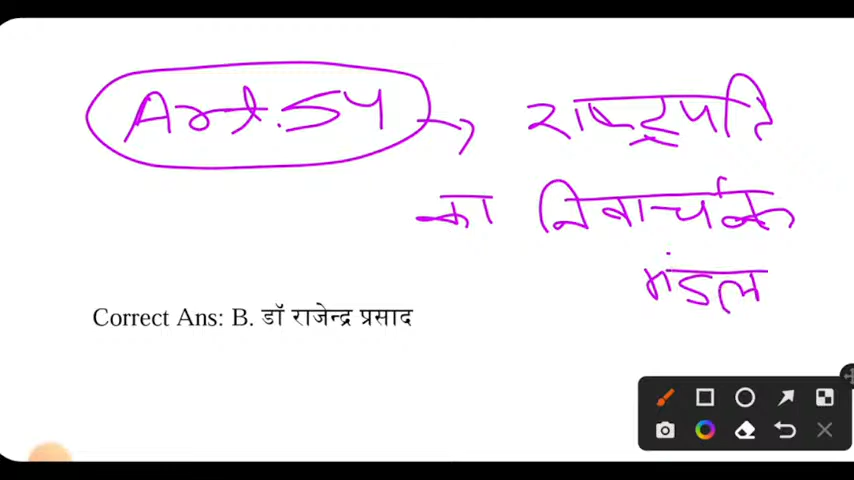 Art. 54 → राष्ट्रपति
का निर्वाचक
मंडल
Correct Ans: B. डॉ राजेन्द्र प्रसाद